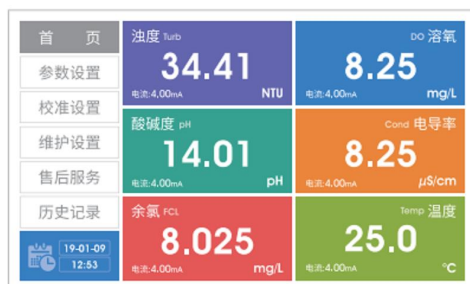 首 页
参数设置
校准设置
维护设置
售后服务
历史记录
19-01-09
12:53
浊度 Turb
34.41
电流:4.00mA NTU
DO 溶氧
8.25
电流:4.00mA mg/L
酸碱度 pH
14.01
电流:4.00mA pH
Cond 电导率
8.25
电流:4.00mA μS/cm
余氯 FCL
8.025
电流:4.00mA mg/L
Temp 温度
25.0
电流:4.00mA °C